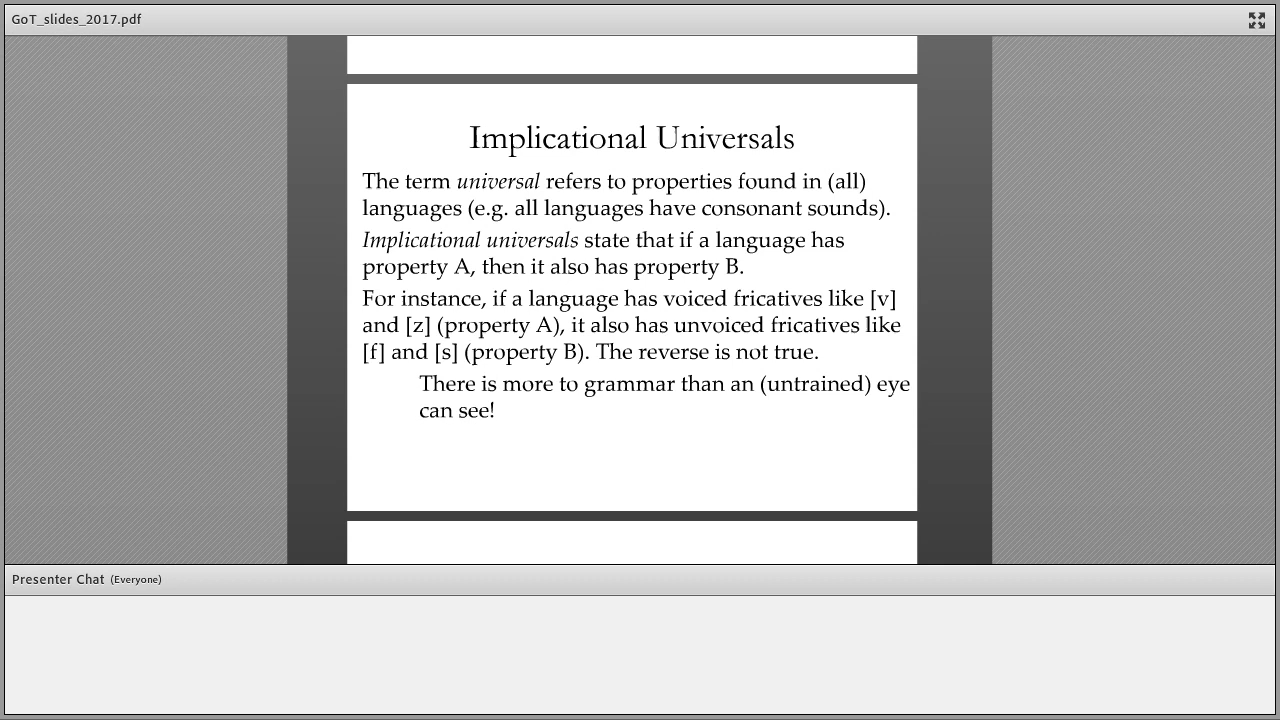 GoT_slides_2017.pdf
Implicational Universals
The term universal refers to properties found in (all)
languages (e.g. all languages have consonant sounds).
Implicational universals state that if a language has
property A, then it also has property B.
For instance, if a language has voiced fricatives like [v]
and [z] (property A), it also has unvoiced fricatives like
[f] and [s] (property B). The reverse is not true.
There is more to grammar than an (untrained) eye
can see!
Presenter Chat (Everyone)